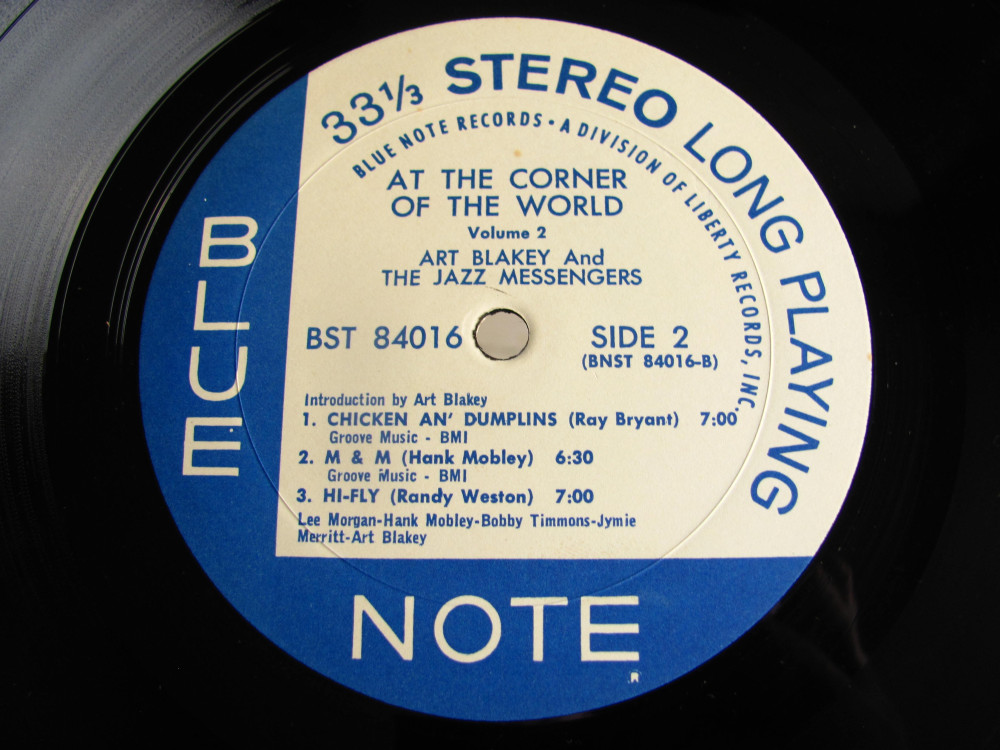 33⅓ STEREO LONG PLAYING
BLUE NOTE RECORDS • A DIVISION OF LIBERTY RECORDS, INC.
AT THE CORNER
OF THE WORLD
Volume 2
ART BLAKEY And
THE JAZZ MESSENGERS
BST 84016
SIDE 2
(BNST 84016-B)
Introduction by Art Blakey
1. CHICKEN AN' DUMPLINS (Ray Bryant) 7:00
Groove Music - BMI
2. M & M (Hank Mobley) 6:30
Groove Music - BMI
3. HI-FLY (Randy Weston) 7:00
Lee Morgan-Hank Mobley-Bobby Timmons-Jymie
Merritt-Art Blakey
BLUE
NOTE
R